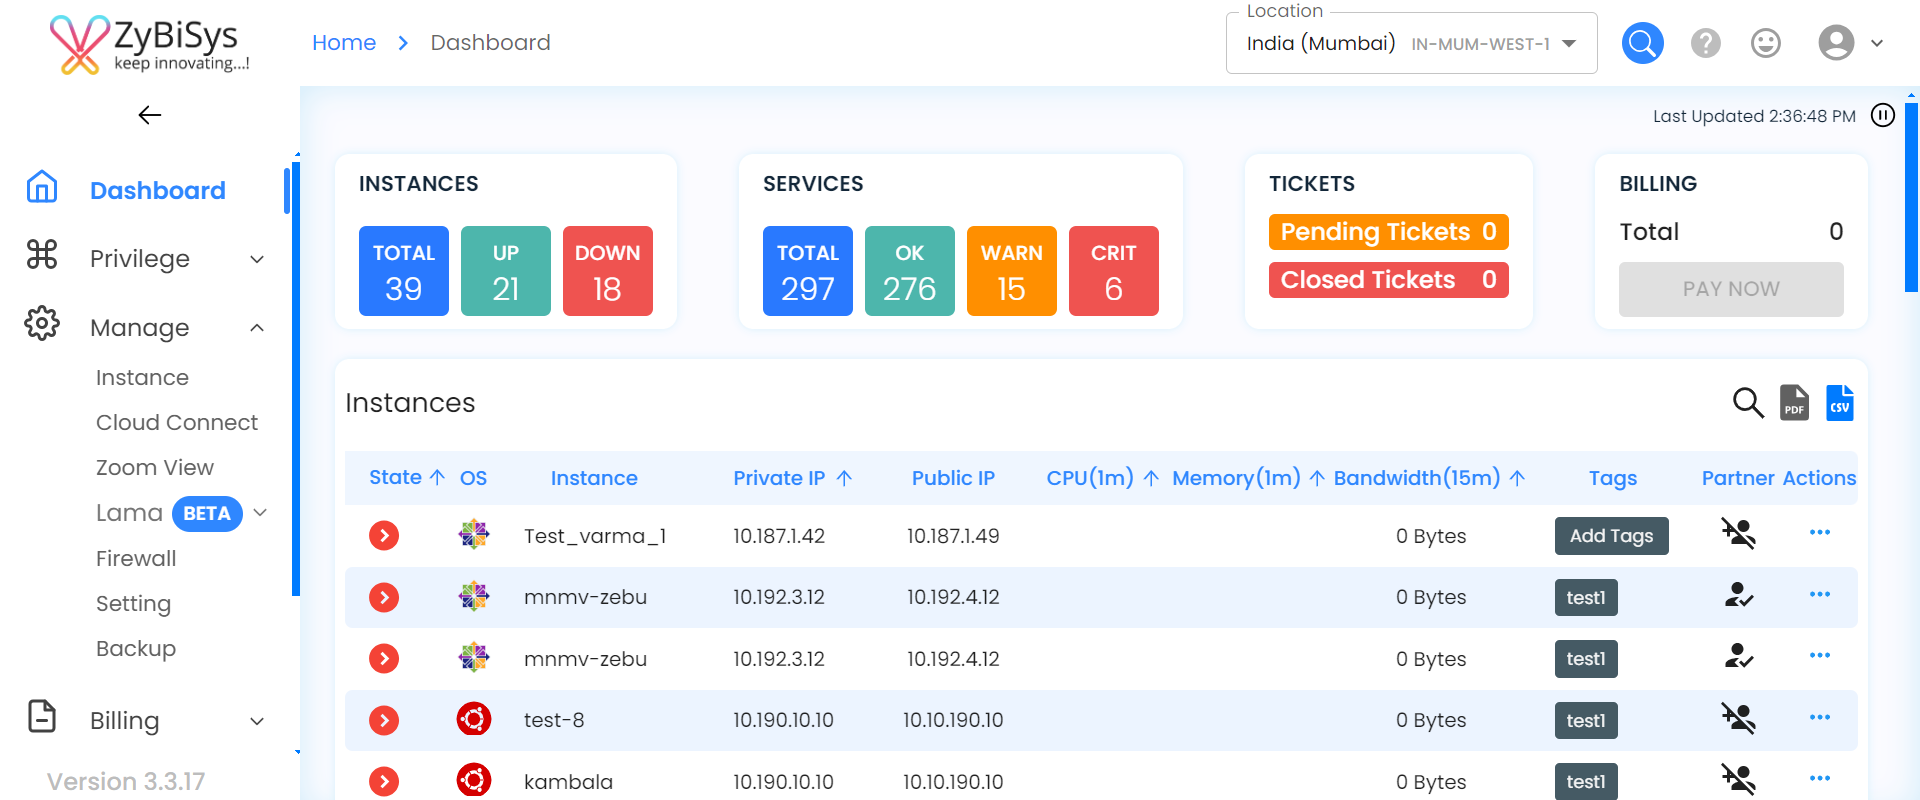 ZyBiSys
keep innovating...!
Home > Dashboard
Location
India (Mumbai) IN-MUM-WEST-1
Last Updated 2:36:48 PM
Dashboard
Privilege
Manage
Instance
Cloud Connect
Zoom View
Lama BETA
Firewall
Setting
Backup
Billing
Version 3.3.17
INSTANCES
TOTAL UP DOWN
39 21 18
SERVICES
TOTAL OK WARN CRIT
297 276 15 6
TICKETS
Pending Tickets 0
Closed Tickets 0
BILLING
Total 0
PAY NOW
Instances
PDF CSV
State OS Instance Private IP Public IP CPU(1m) Memory(1m) Bandwidth(15m) Tags Partner Actions
Test_varma_1 10.187.1.42 10.187.1.49 0 Bytes Add Tags
mnmv-zebu 10.192.3.12 10.192.4.12 0 Bytes test1
mnmv-zebu 10.192.3.12 10.192.4.12 0 Bytes test1
test-8 10.190.10.10 10.10.190.10 0 Bytes test1
kambala 10.190.10.10 10.10.190.10 0 Bytes test1